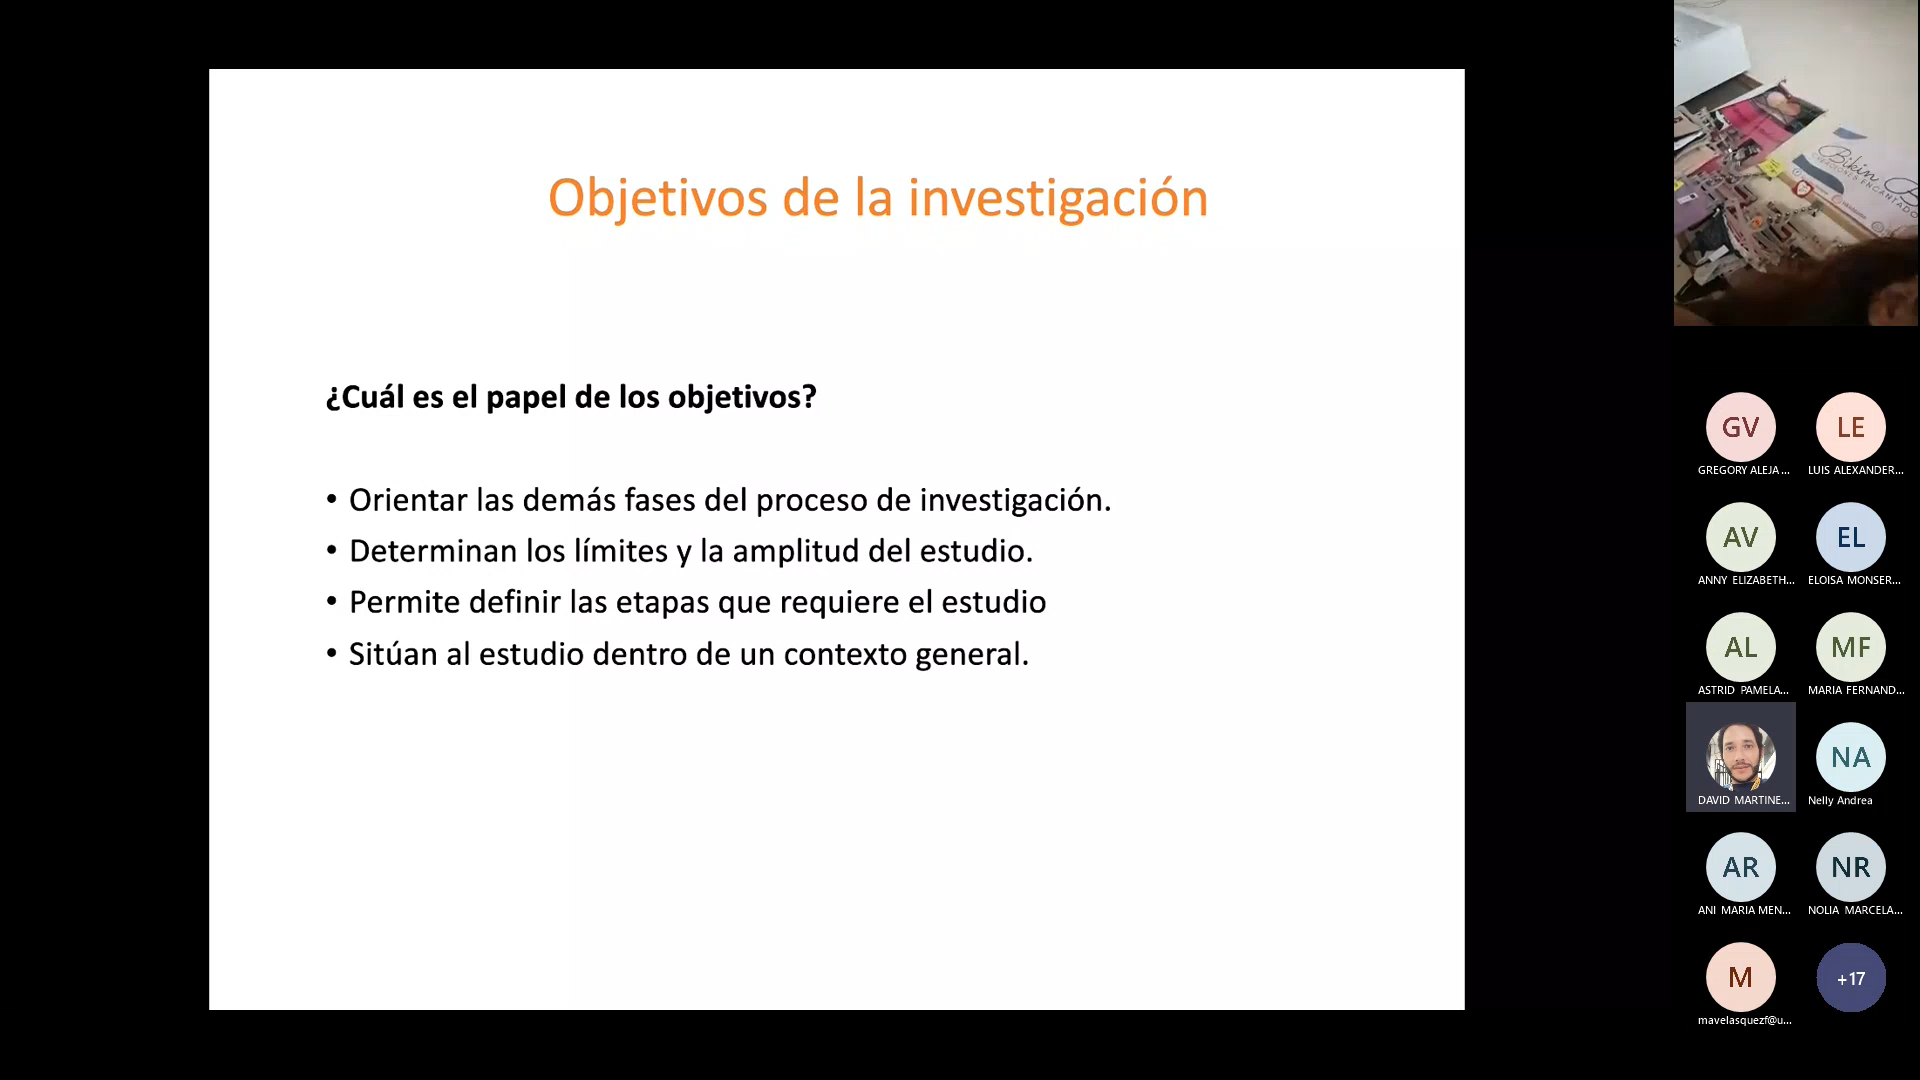 Objetivos de la investigación
¿Cuál es el papel de los objetivos?
• Orientar las demás fases del proceso de investigación.
• Determinan los límites y la amplitud del estudio.
• Permite definir las etapas que requiere el estudio
• Sitúan al estudio dentro de un contexto general.
Bikin B
GV
LE
GREGORY ALEJA...
LUIS ALEXANDER...
AV
EL
ANNY ELIZABETH...
ELOISA MONSER...
AL
MF
ASTRID PAMELA...
MARIA FERNAND...
NA
DAVID MARTINE...
Nelly Andrea
AR
NR
ANI MARIA MEN...
NOLIA MARCELA...
M
+17
mavelasquezf@u...